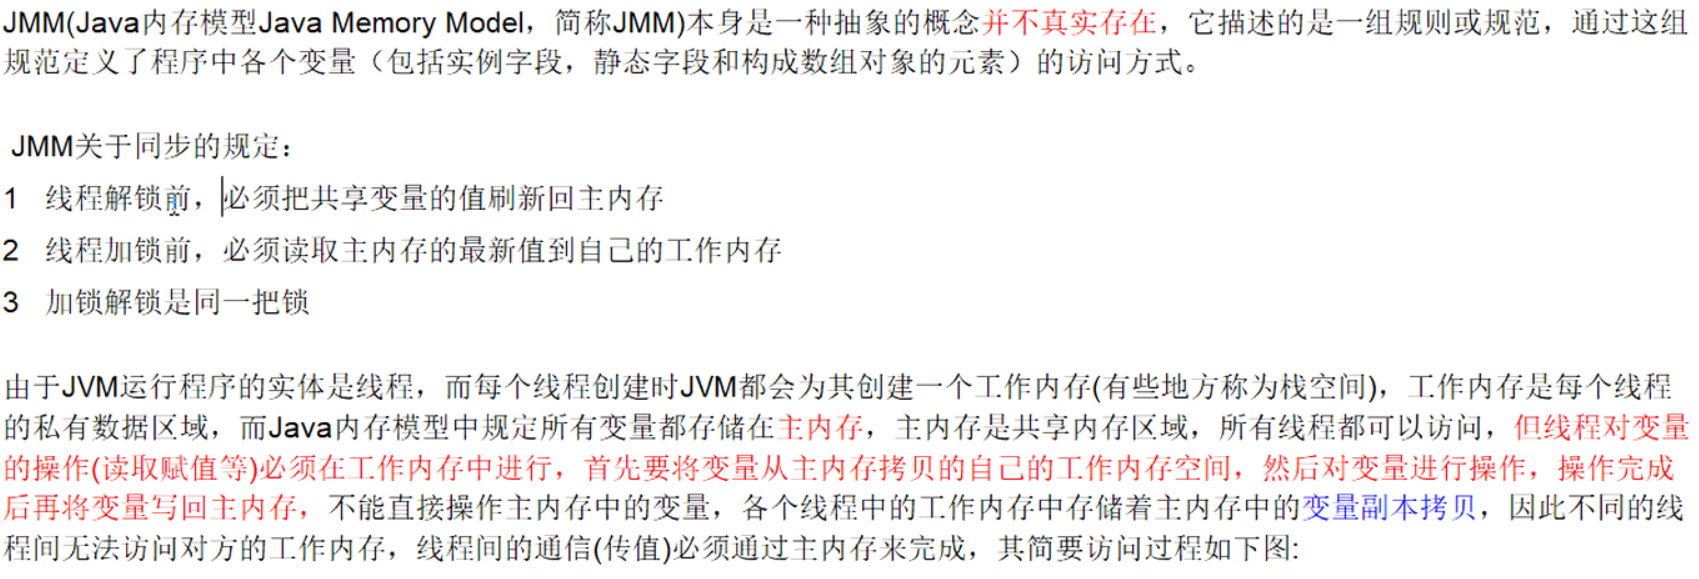 JMM(Java内存模型Java Memory Model，简称JMM)本身是一种抽象的概念并不真实存在，它描述的是一组规则或规范，通过这组
规范定义了程序中各个变量（包括实例字段，静态字段和构成数组对象的元素）的访问方式。
JMM关于同步的规定：
1 线程解锁前，必须把共享变量的值刷新回主内存
2 线程加锁前，必须读取主内存的最新值到自己的工作内存
3 加锁解锁是同一把锁
由于JVM运行程序的实体是线程，而每个线程创建时JVM都会为其创建一个工作内存(有些地方称为栈空间)，工作内存是每个线程
的私有数据区域，而Java内存模型中规定所有变量都存储在主内存，主内存是共享内存区域，所有线程都可以访问，但线程对变量
的操作(读取赋值等)必须在工作内存中进行，首先要将变量从主内存拷贝的自己的工作内存空间，然后对变量进行操作，操作完成
后再将变量写回主内存，不能直接操作主内存中的变量，各个线程中的工作内存中存储着主内存中的变量副本拷贝，因此不同的线
程间无法访问对方的工作内存，线程间的通信(传值)必须通过主内存来完成，其简要访问过程如下图: